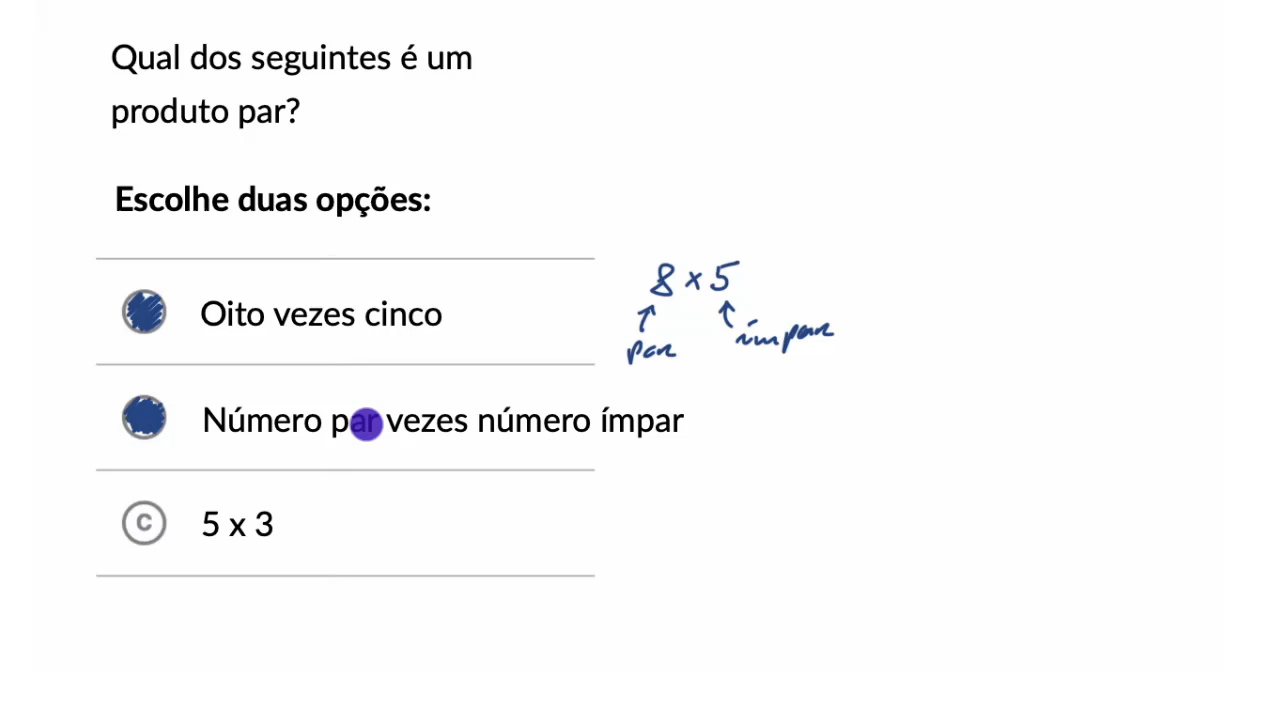 Qual dos seguintes é um
produto par?
Escolhe duas opções:
Oito vezes cinco
8 x 5
par
ímpar
Número par vezes número ímpar
C 5 x 3